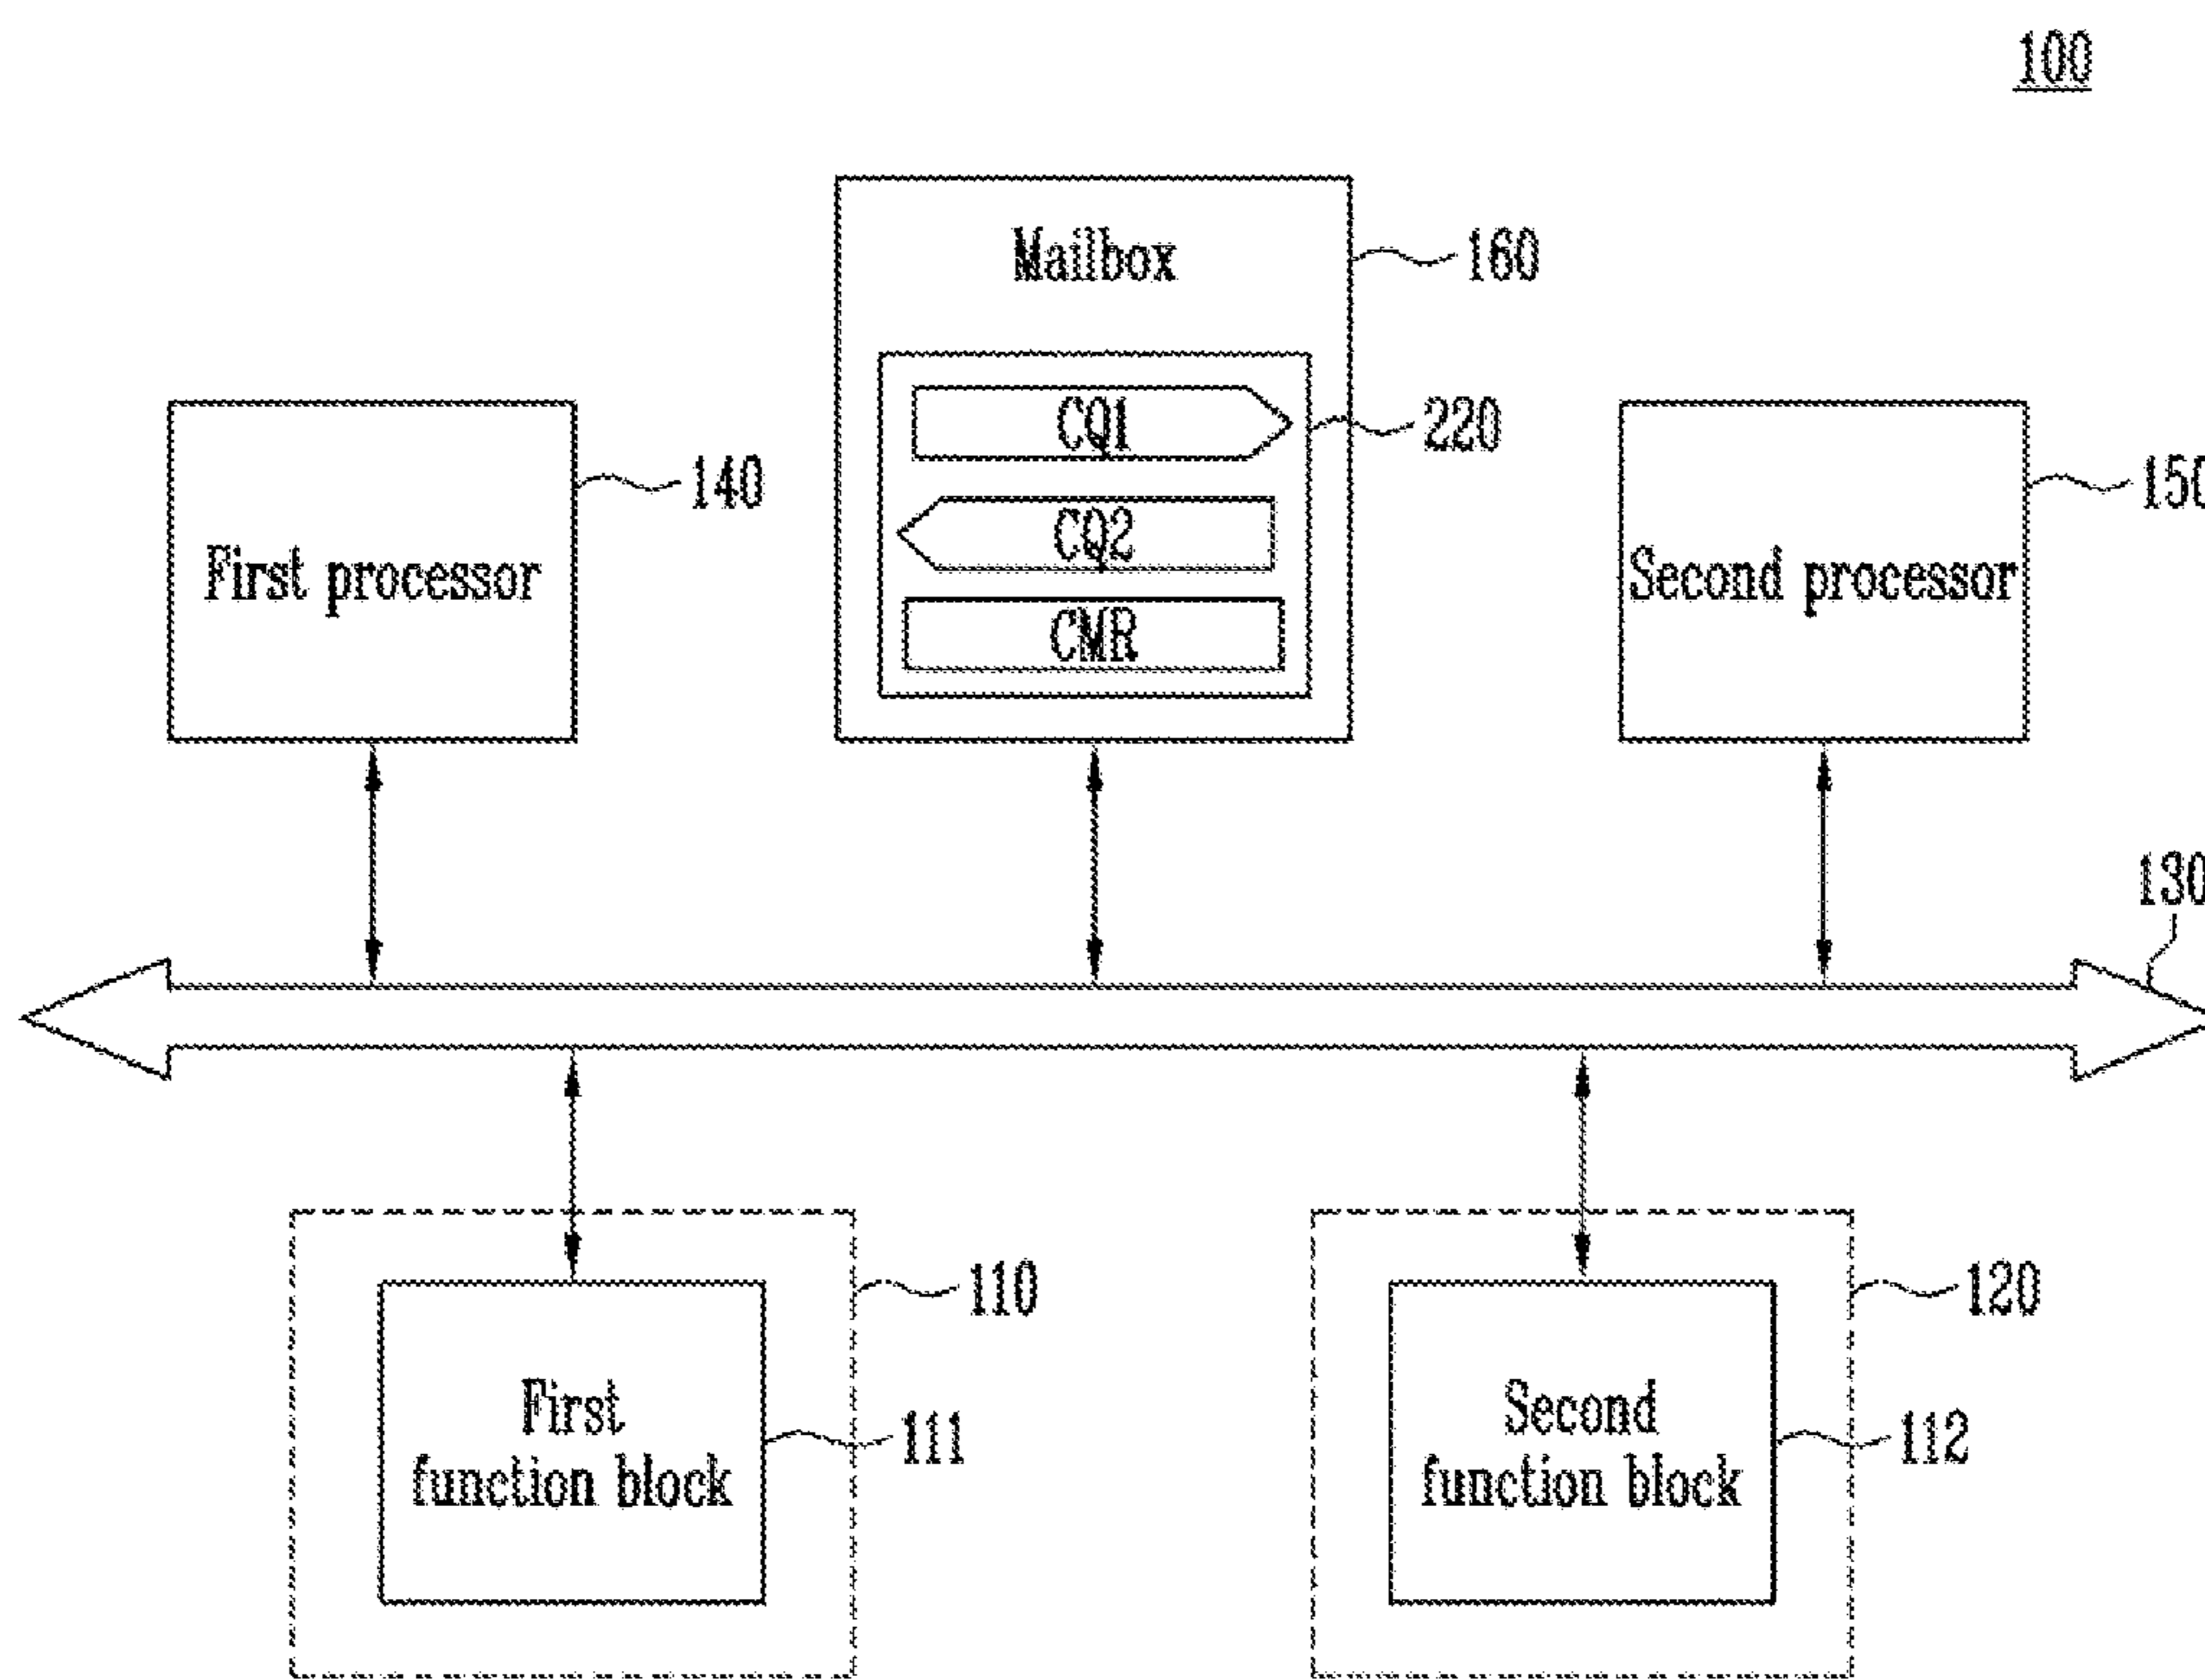 100
Mailbox
160
CQ1
220
CQ2
CMR
140
First processor
150
Second processor
130
110
120
First
function block
111
Second
function block
112